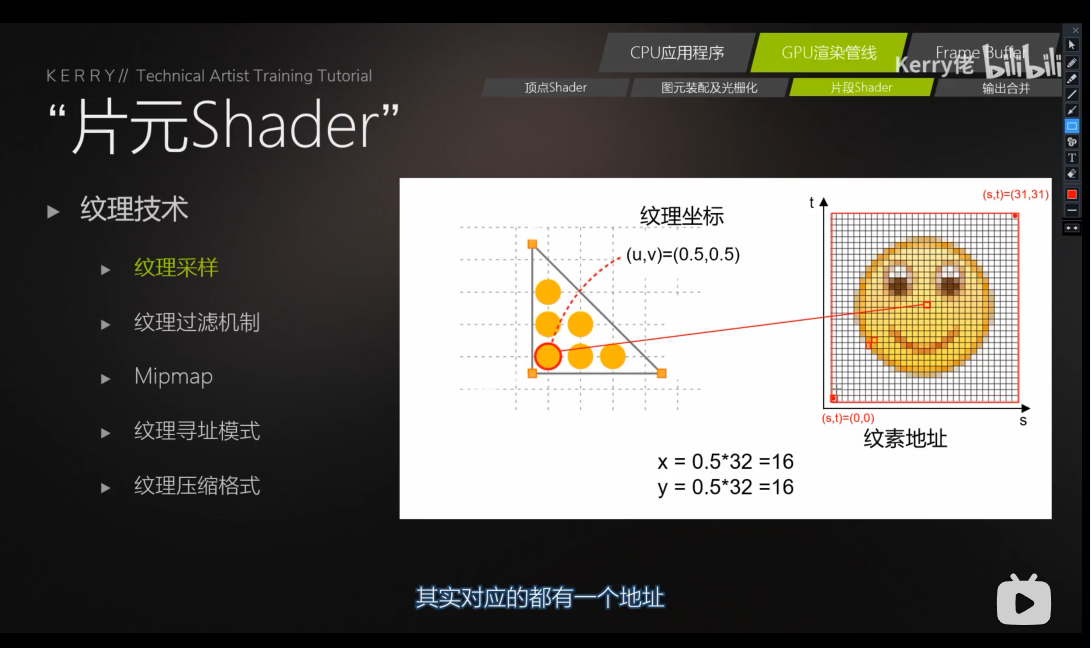 CPU应用程序
GPU渲染管线
Frame Buffer
Kerry佬 bilibili
顶点Shader
图元装配及光栅化
片段Shader
输出合并
KERRY// Technical Artist Training Tutorial
“片元Shader”
纹理技术
纹理采样
纹理过滤机制
Mipmap
纹理寻址模式
纹理压缩格式
纹理坐标
(u,v)=(0.5,0.5)
t
(s,t)=(31,31)
(s,t)=(0,0)
s
纹素地址
x = 0.5*32 =16
y = 0.5*32 =16
其实对应的都有一个地址
T